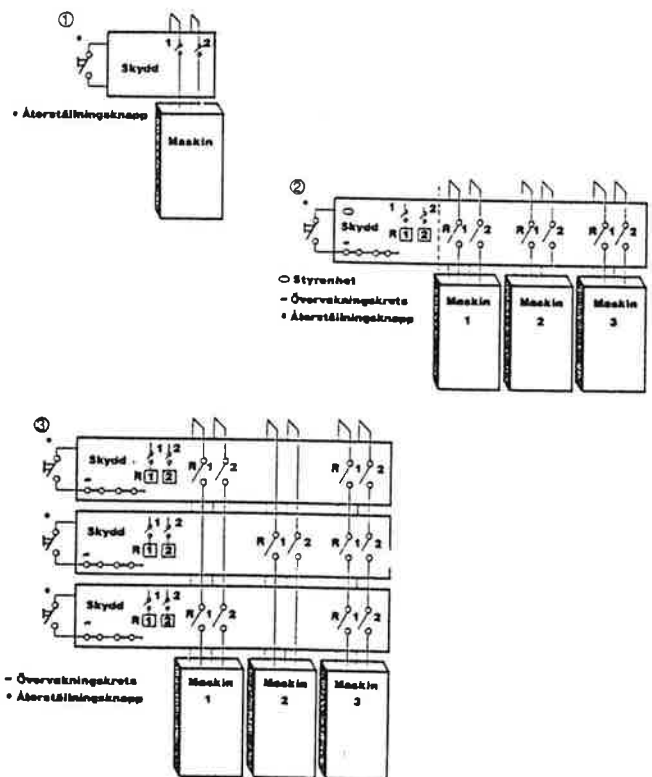 ①
*
1 2
Skydd
* Återställningsknapp
Maskin
②
*
1 2
Skydd
R 1 2
R 1 2
1 2
R 1 2
Styrenhet
- Övervakningskrets
* Återställningsknapp
Maskin
1
Maskin
2
Maskin
3
③
*
Skydd
1 2
R 1 2
R 1 2
R 1 2
*
Skydd
1 2
R 1 2
R 1 2
R 1 2
*
Skydd
1 2
R 1 2
R 1 2
R 1 2
- Övervakningskrets
* Återställningsknapp
Maskin
1
Maskin
2
Maskin
3